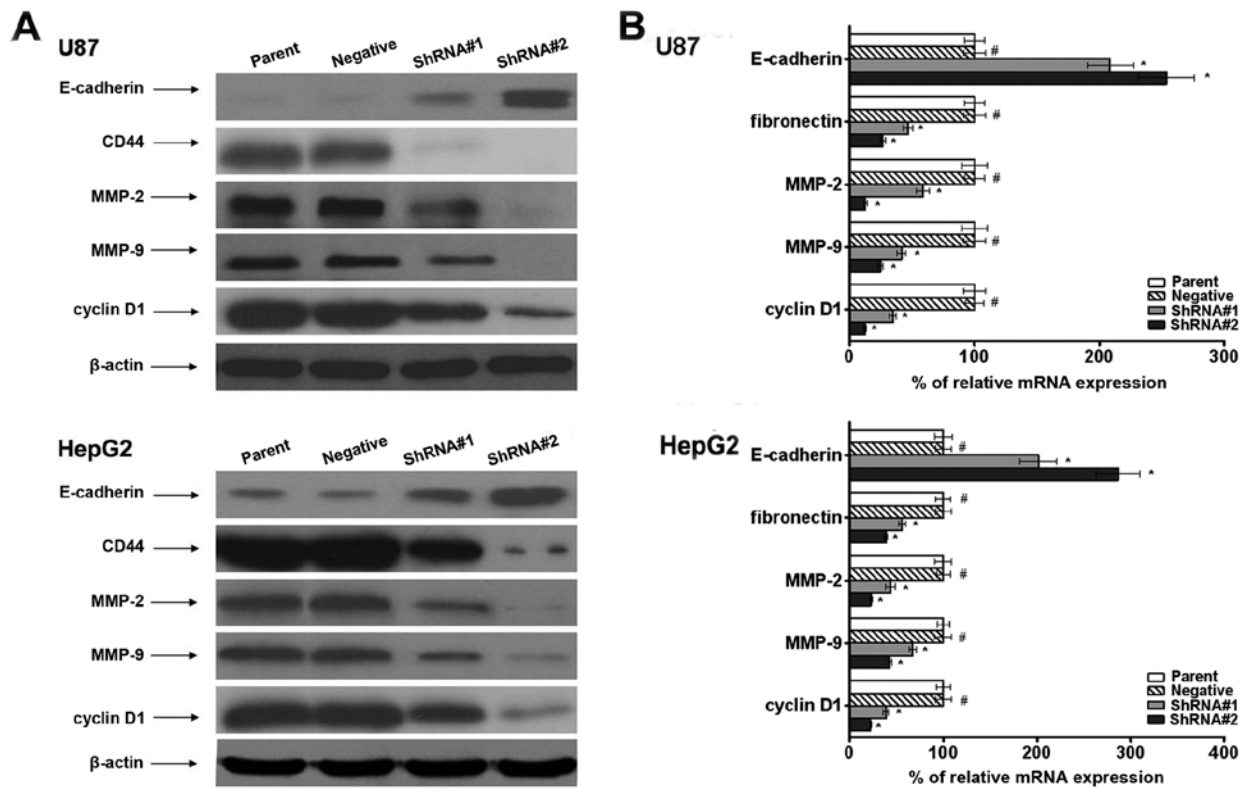 A
U87
Parent Negative ShRNA#1 ShRNA#2
E-cadherin
CD44
MMP-2
MMP-9
cyclin D1
β-actin
HepG2
Parent Negative ShRNA#1 ShRNA#2
E-cadherin
CD44
MMP-2
MMP-9
cyclin D1
β-actin
B
U87
E-cadherin # * *
fibronectin # * *
MMP-2 # * *
MMP-9 # * *
cyclin D1 # * *
Parent
Negative
ShRNA#1
ShRNA#2
0 100 200 300
% of relative mRNA expression
HepG2
E-cadherin # * *
fibronectin # * *
MMP-2 # * *
MMP-9 # * *
cyclin D1 # * *
Parent
Negative
ShRNA#1
ShRNA#2
0 100 200 300 400
% of relative mRNA expression